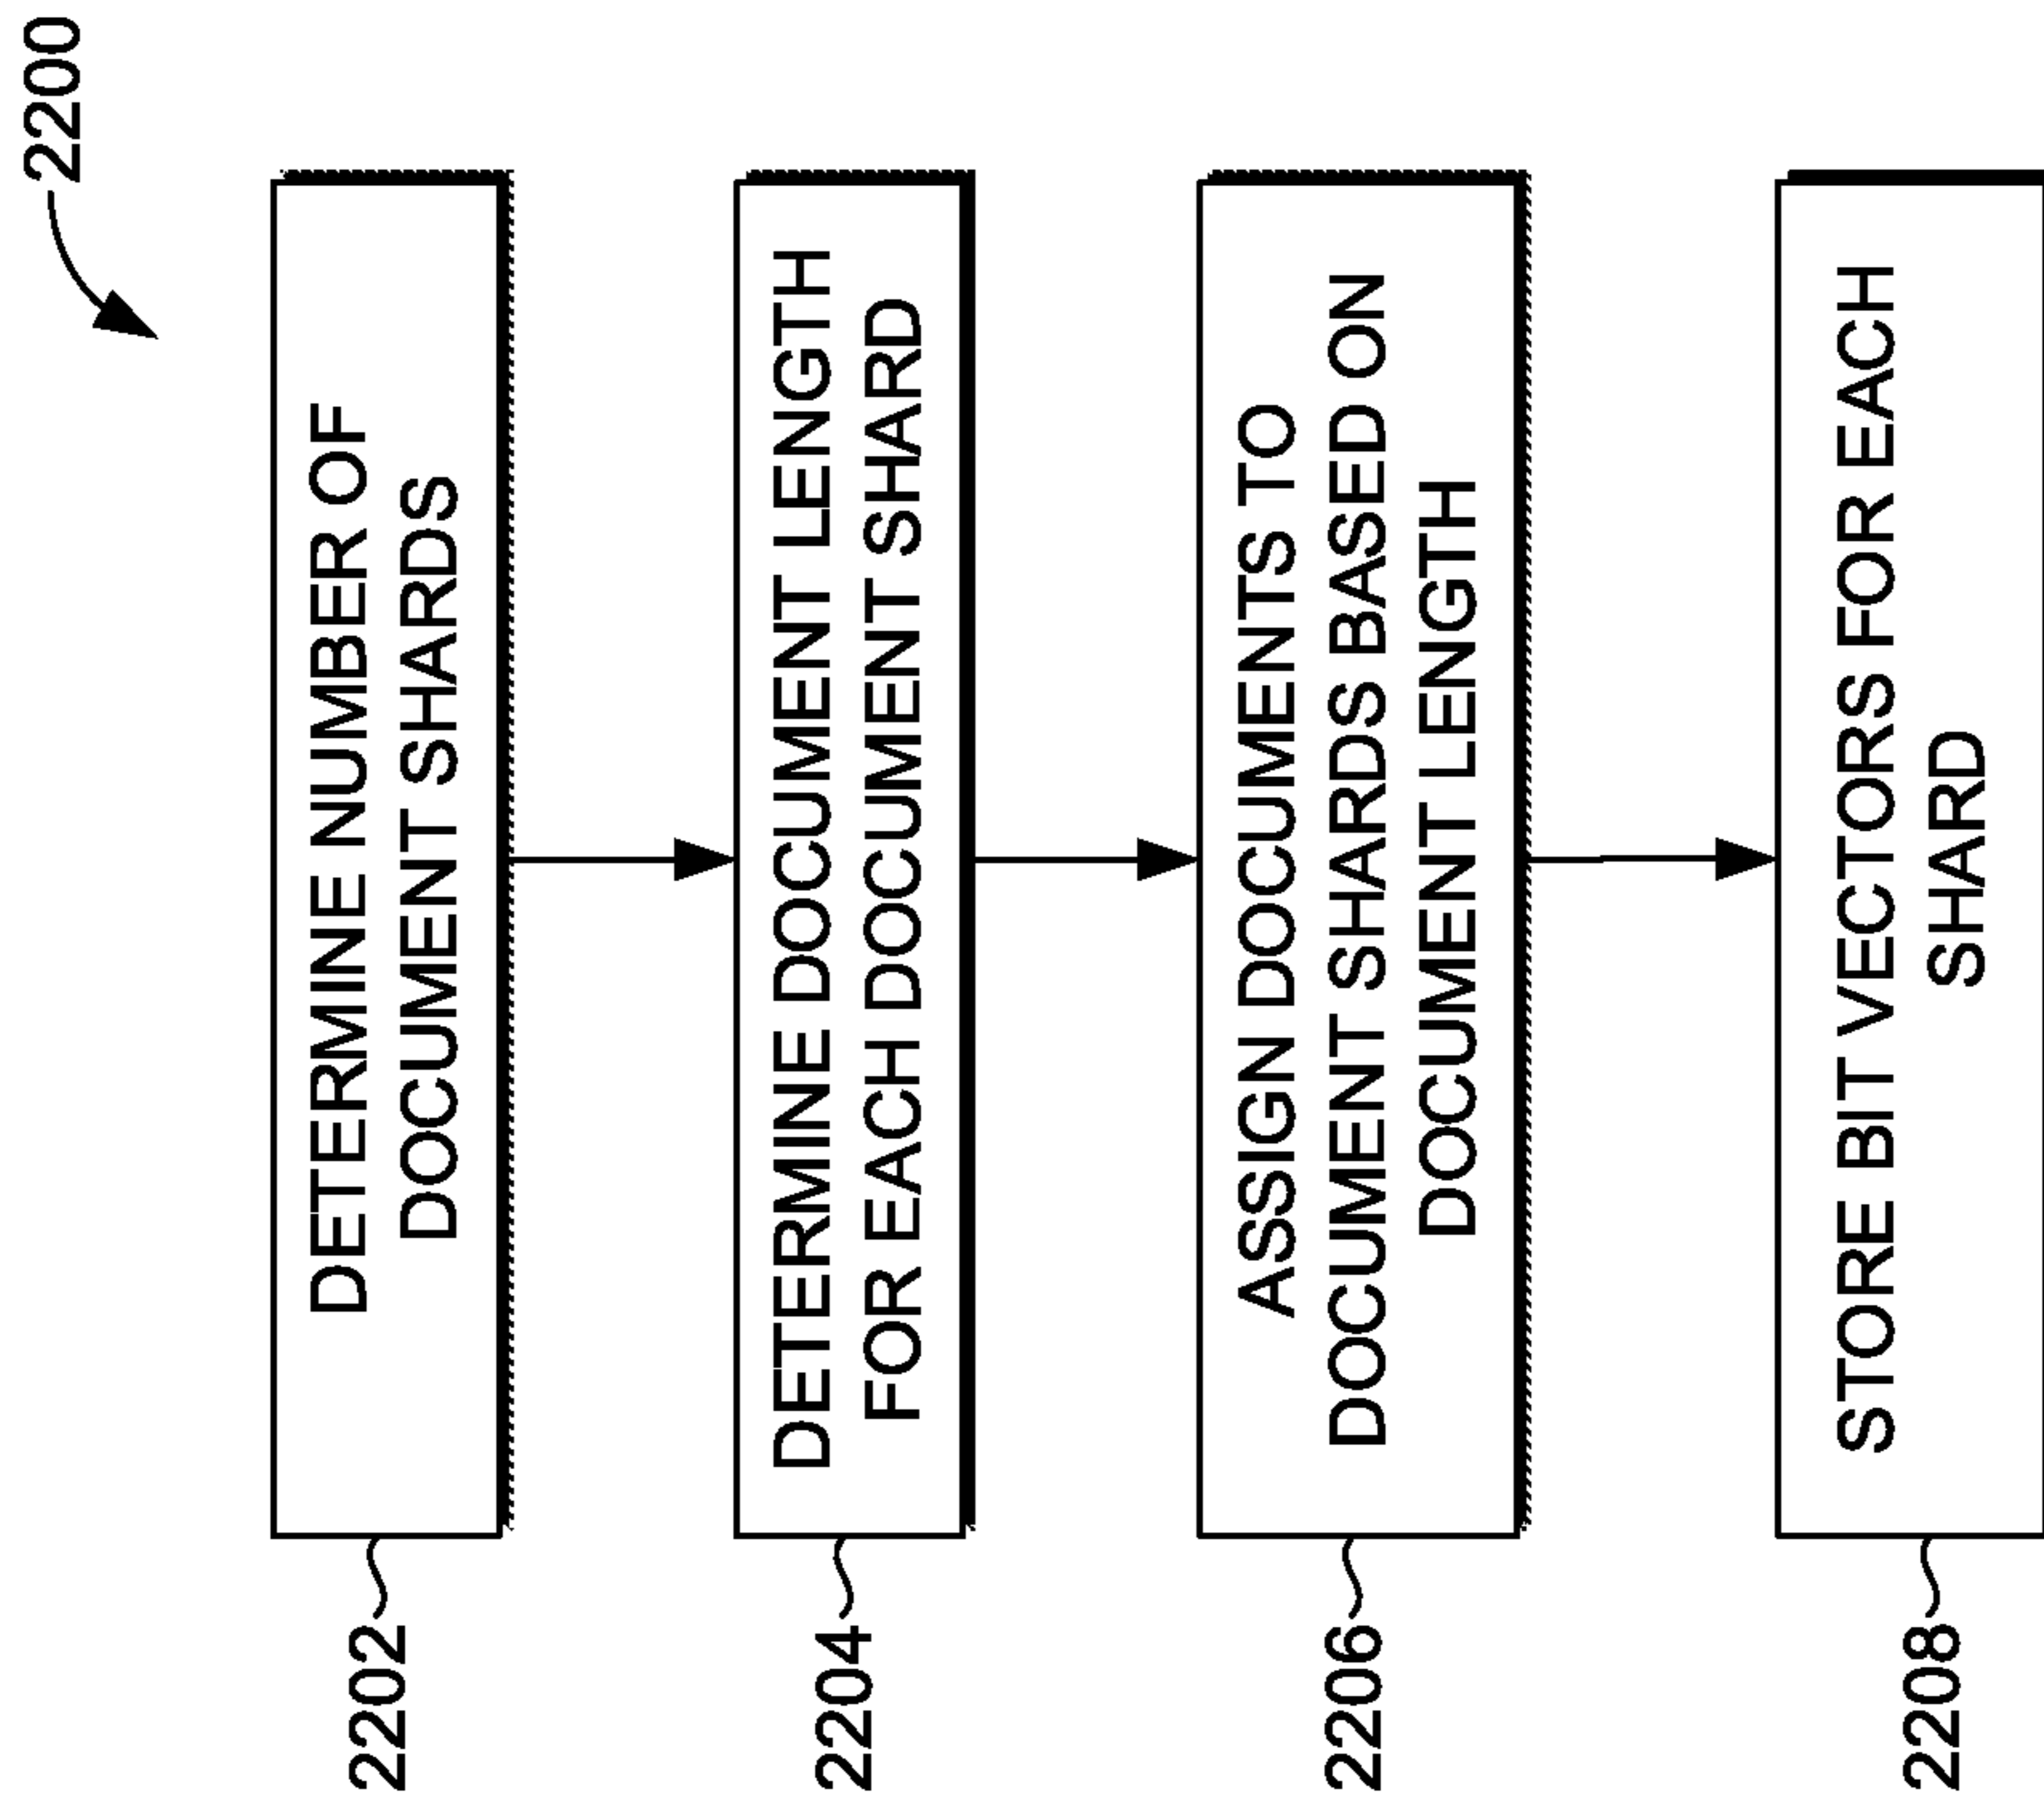 2200
2202
DETERMINE NUMBER OF
DOCUMENT SHARDS
2204
DETERMINE DOCUMENT LENGTH
FOR EACH DOCUMENT SHARD
2206
ASSIGN DOCUMENTS TO
DOCUMENT SHARDS BASED ON
DOCUMENT LENGTH
2208
STORE BIT VECTORS FOR EACH
SHARD